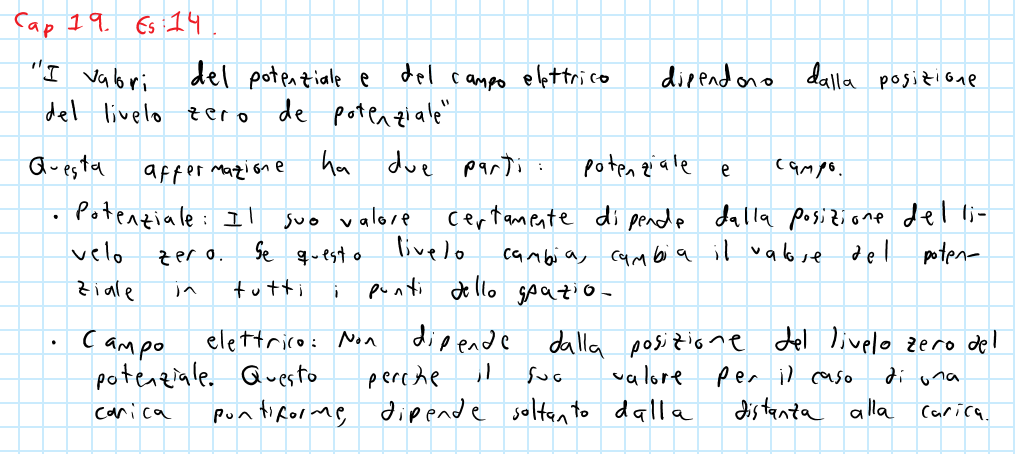 Cap 19. Es:14.
"I valori del potenziale e del campo elettrico dipendono dalla posizione
del livelo zero de potenziale"
Questa affermazione ha due parti: potenziale e campo.
• Potenziale: Il suo valore certamente dipende dalla posizione del li-
velo zero. Se questo livelo cambia, cambia il valore del poten-
ziale in tutti i punti dello spazio-
• Campo elettrico: Non dipende dalla posizione del livelo zero del
potenziale. Questo perche il suo valore per il caso di una
carica puntiforme, dipende soltanto dalla distanza alla carica.